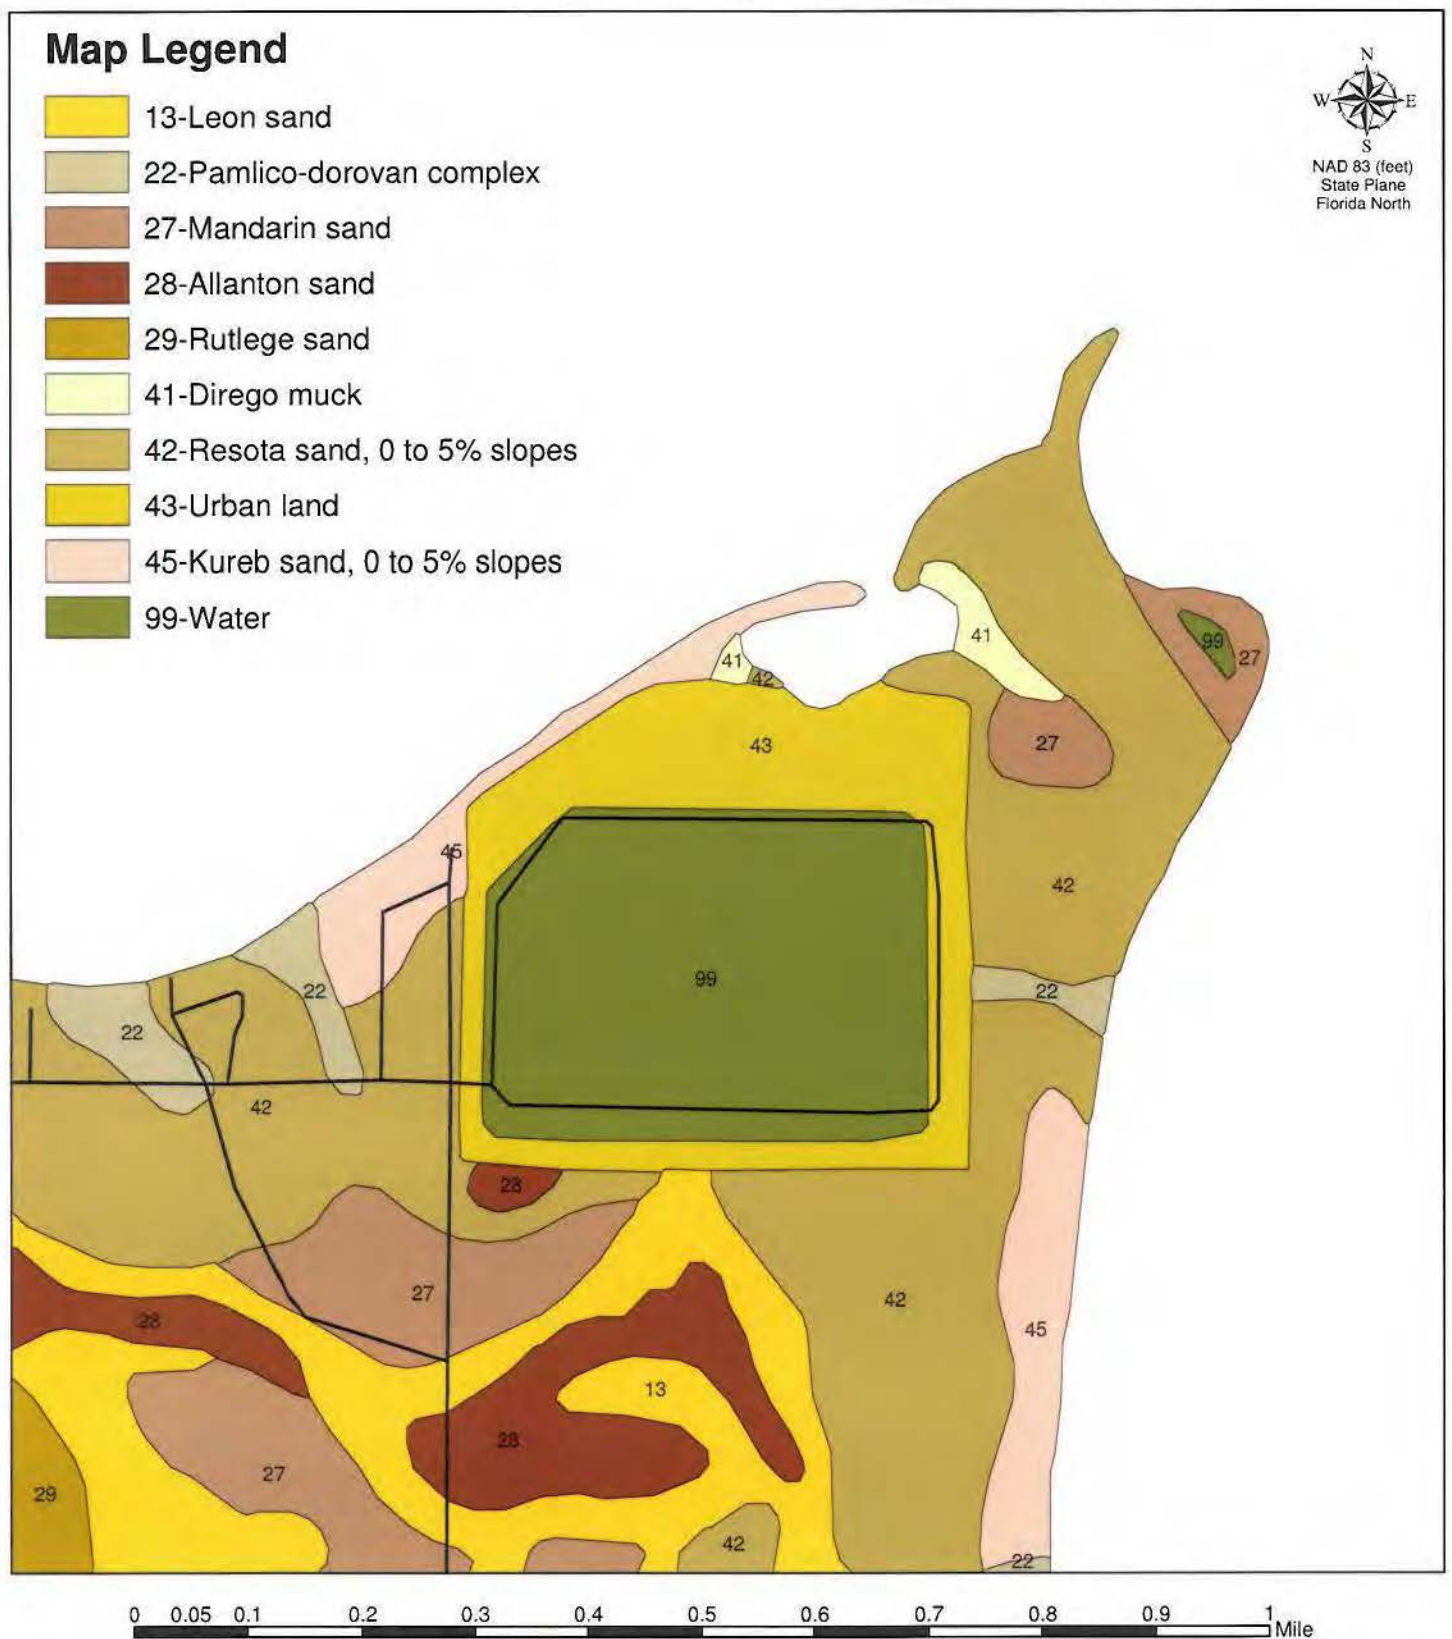 Map Legend
13-Leon sand
22-Pamlico-dorovan complex
27-Mandarin sand
28-Allanton sand
29-Rutlege sand
41-Dirego muck
42-Resota sand, 0 to 5% slopes
43-Urban land
45-Kureb sand, 0 to 5% slopes
99-Water
N
W E
S
NAD 83 (feet)
State Plane
Florida North
41
99
27
41
42
27
43
45
42
99
22
22
22
42
28
27
42
28
45
13
28
27
29
42
22
0 0.05 0.1 0.2 0.3 0.4 0.5 0.6 0.7 0.8 0.9 1
Mile